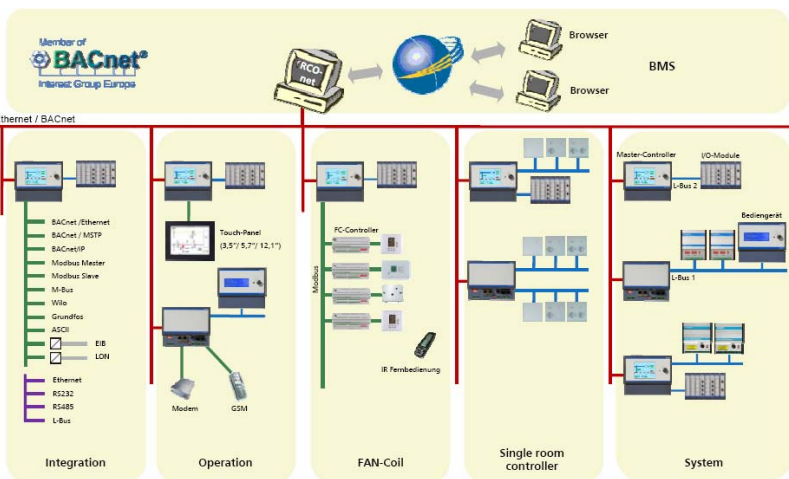 Member of
BACnet®
Interest Group Europe
RCO-
net
Browser
Browser
BMS
thernet / BACnet
BACnet /Ethernet
BACnet / MSTP
BACnet/IP
Modbus Master
Modbus Slave
M-Bus
Wilo
Grundfos
ASCII
EIB
LON
Ethernet
RS232
RS485
L-Bus
Integration
Touch-Panel
(3,5"/ 5,7"/ 12,1")
Modem
GSM
Operation
FC-Controller
Modbus
IR Fernbedienung
FAN-Coil
Single room
controller
Master-Controller
I/O-Module
L-Bus 2
Bediengerät
L-Bus 1
System